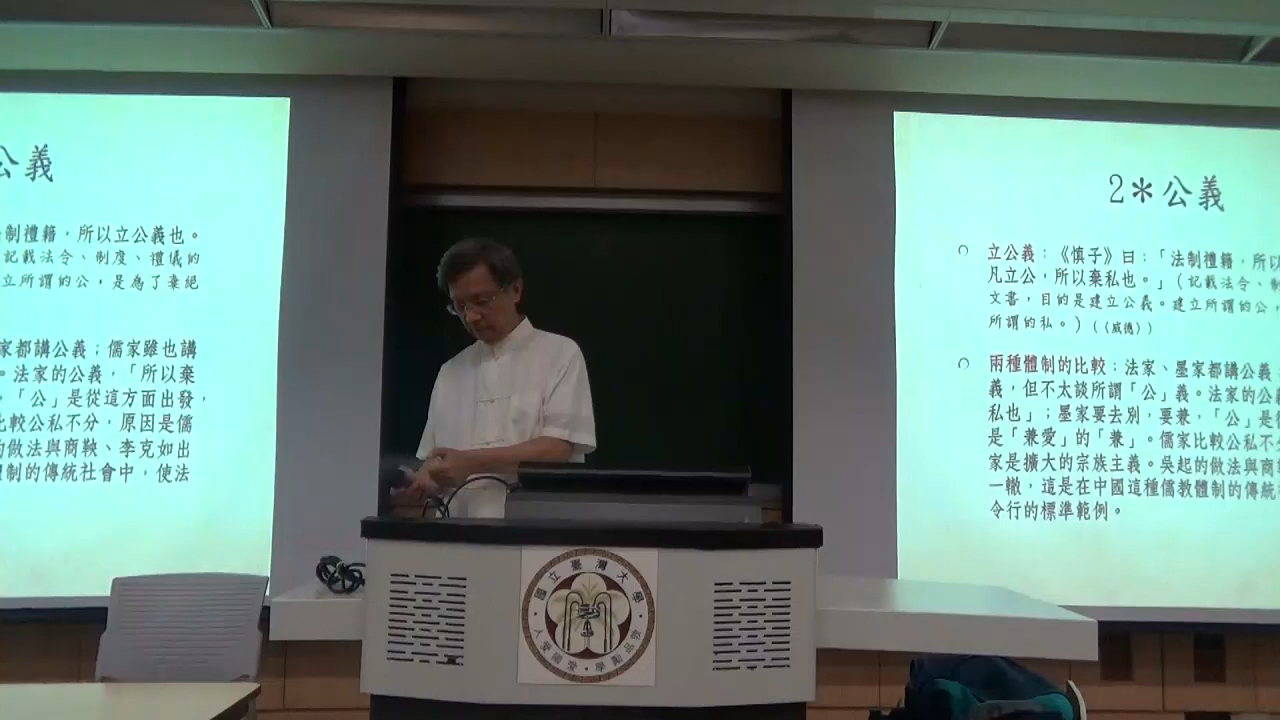 公義
制禮籍，所以立公義也。
記載法令、制度、禮儀的
立所謂的公，是為了棄絕
家都講公義；儒家雖也講
。法家的公義，「所以棄
，「公」是從這方面出發，
比較公私不分，原因是儒
的做法與商鞅、李克如出
體制的傳統社會中，使法
2*公義
立公義：《慎子》曰：「法制禮籍，所以
凡立公，所以棄私也。」（記載法令、制
文書，目的是建立公義。建立所謂的公，
所謂的私。）（〈威德〉）
兩種體制的比較：法家、墨家都講公義；
義，但不太談所謂「公」義。法家的公義
私也」；墨家要去別，要兼，「公」是從
是「兼愛」的「兼」。儒家比較公私不分
家是擴大的宗族主義。吳起的做法與商
一轍，這是在中國這種儒教體制的傳統
令行的標準範例。
國立臺灣大學